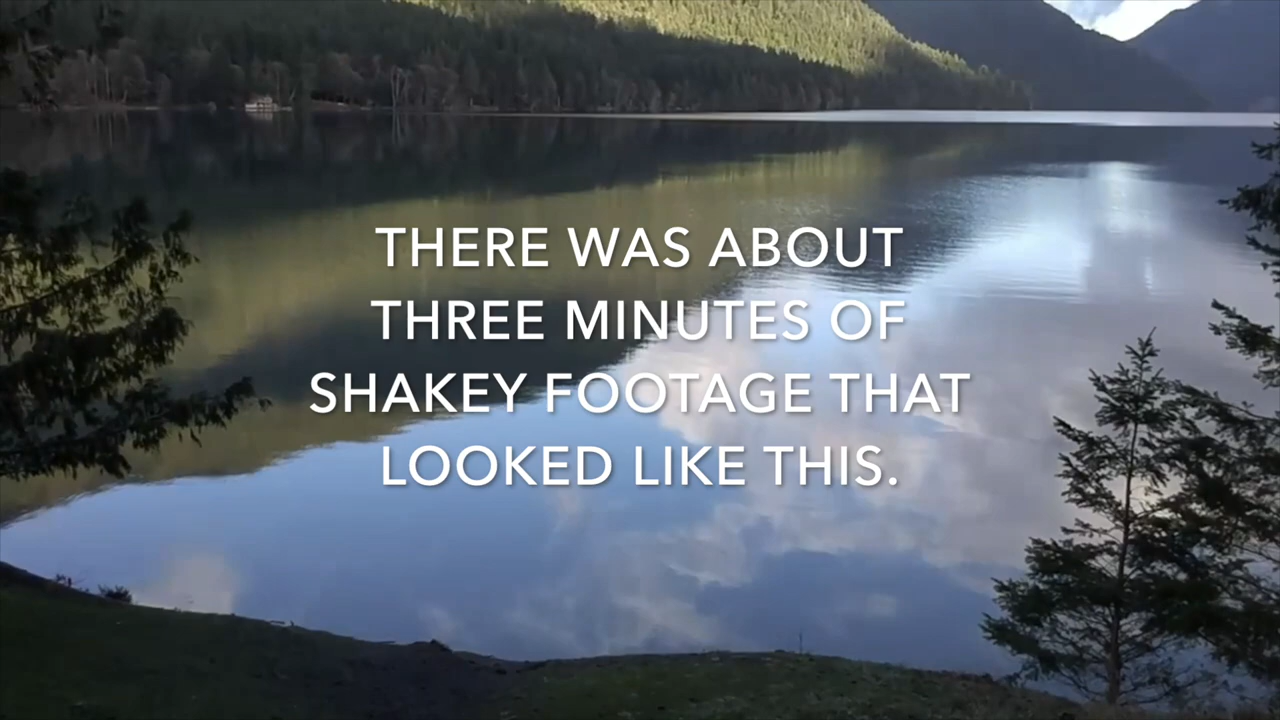 THERE WAS ABOUT
THREE MINUTES OF
SHAKEY FOOTAGE THAT
LOOKED LIKE THIS.